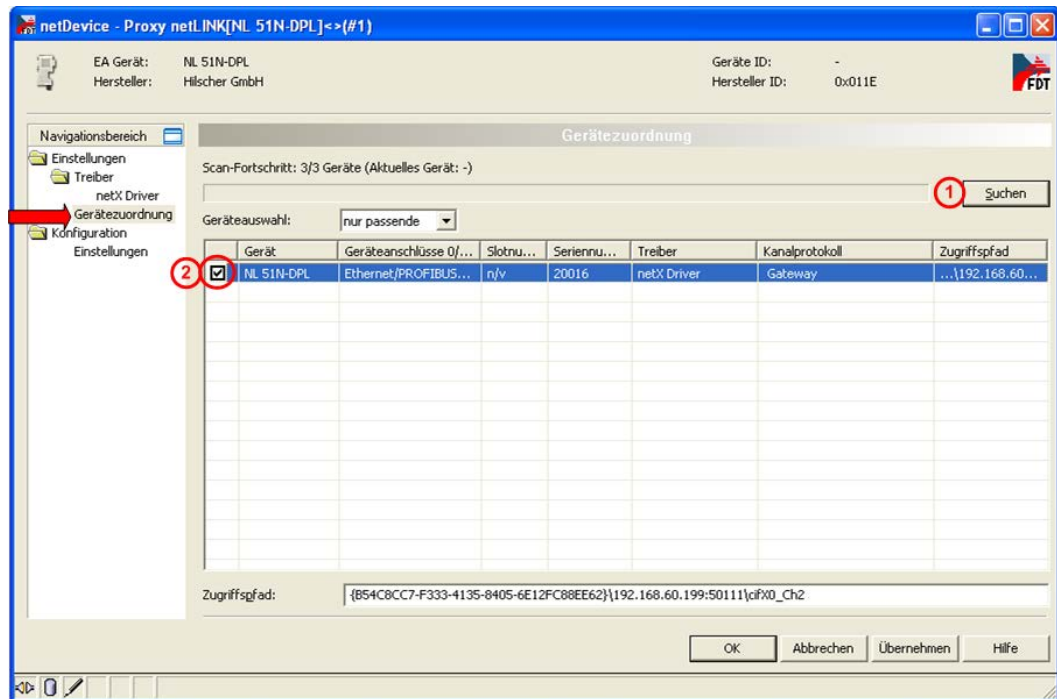 netDevice - Proxy netLINK[NL 51N-DPL]<>(#1)
EA Gerät: NL 51N-DPL Geräte ID: -
Hersteller: Hilscher GmbH Hersteller ID: 0x011E
FDT
Navigationsbereich
Einstellungen
Treiber
netX Driver
Gerätezuordnung
Konfiguration
Einstellungen
Gerätezuordnung
Scan-Fortschritt: 3/3 Geräte (Aktuelles Gerät: -)
1 Suchen
Geräteauswahl: nur passende
Gerät Geräteanschlüsse 0/... Slotnu... Seriennu... Treiber Kanalprotokoll Zugriffspfad
2 NL 51N-DPL Ethernet/PROFIBUS... n/v 20016 netX Driver Gateway ...\192.168.60...
Zugriffspfad: {B54C8CC7-F333-4135-8405-6E12FC88EE62}\192.168.60.199:50111\cifX0_Ch2
OK Abbrechen Übernehmen Hilfe